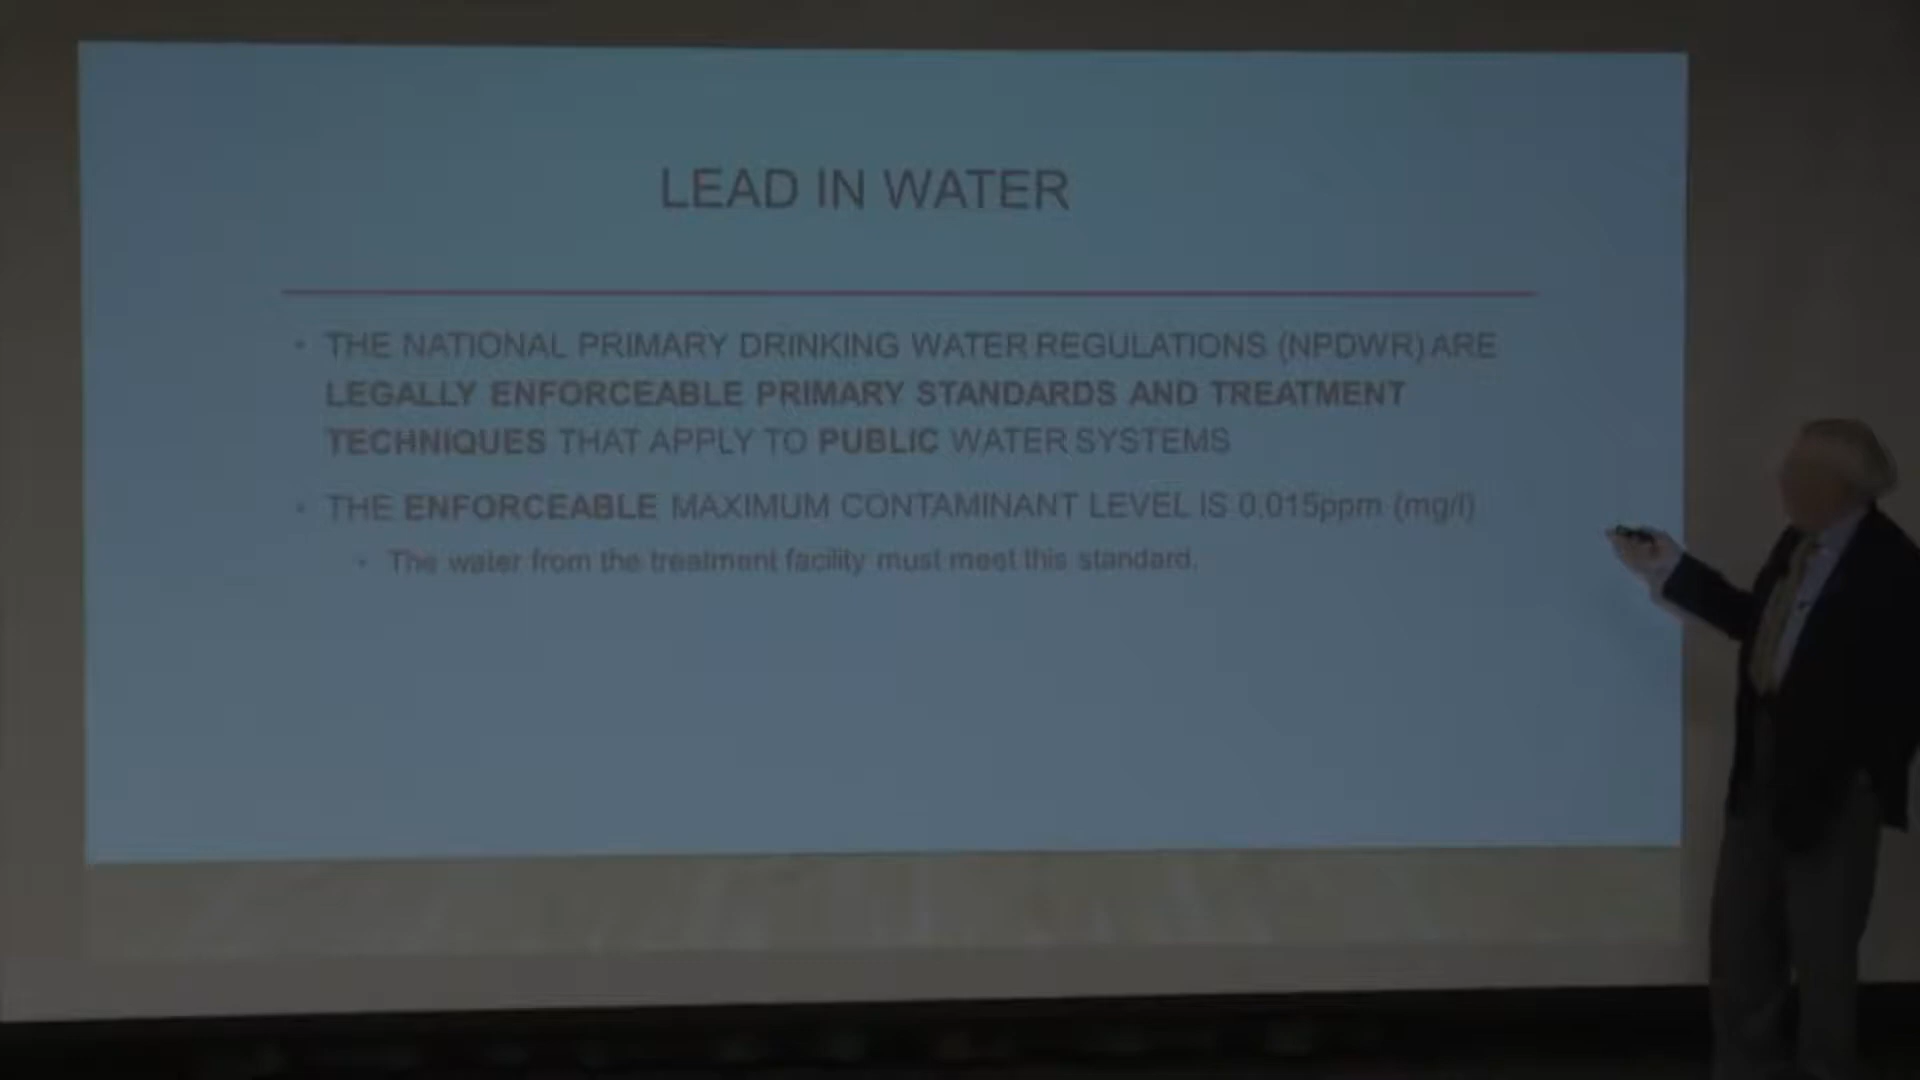 LEAD IN WATER
• THE NATIONAL PRIMARY DRINKING WATER REGULATIONS (NPDWR) ARE
LEGALLY ENFORCEABLE PRIMARY STANDARDS AND TREATMENT
TECHNIQUES THAT APPLY TO PUBLIC WATER SYSTEMS
• THE ENFORCEABLE MAXIMUM CONTAMINANT LEVEL IS 0.015ppm (mg/l)
• The water from the treatment facility must meet this standard.